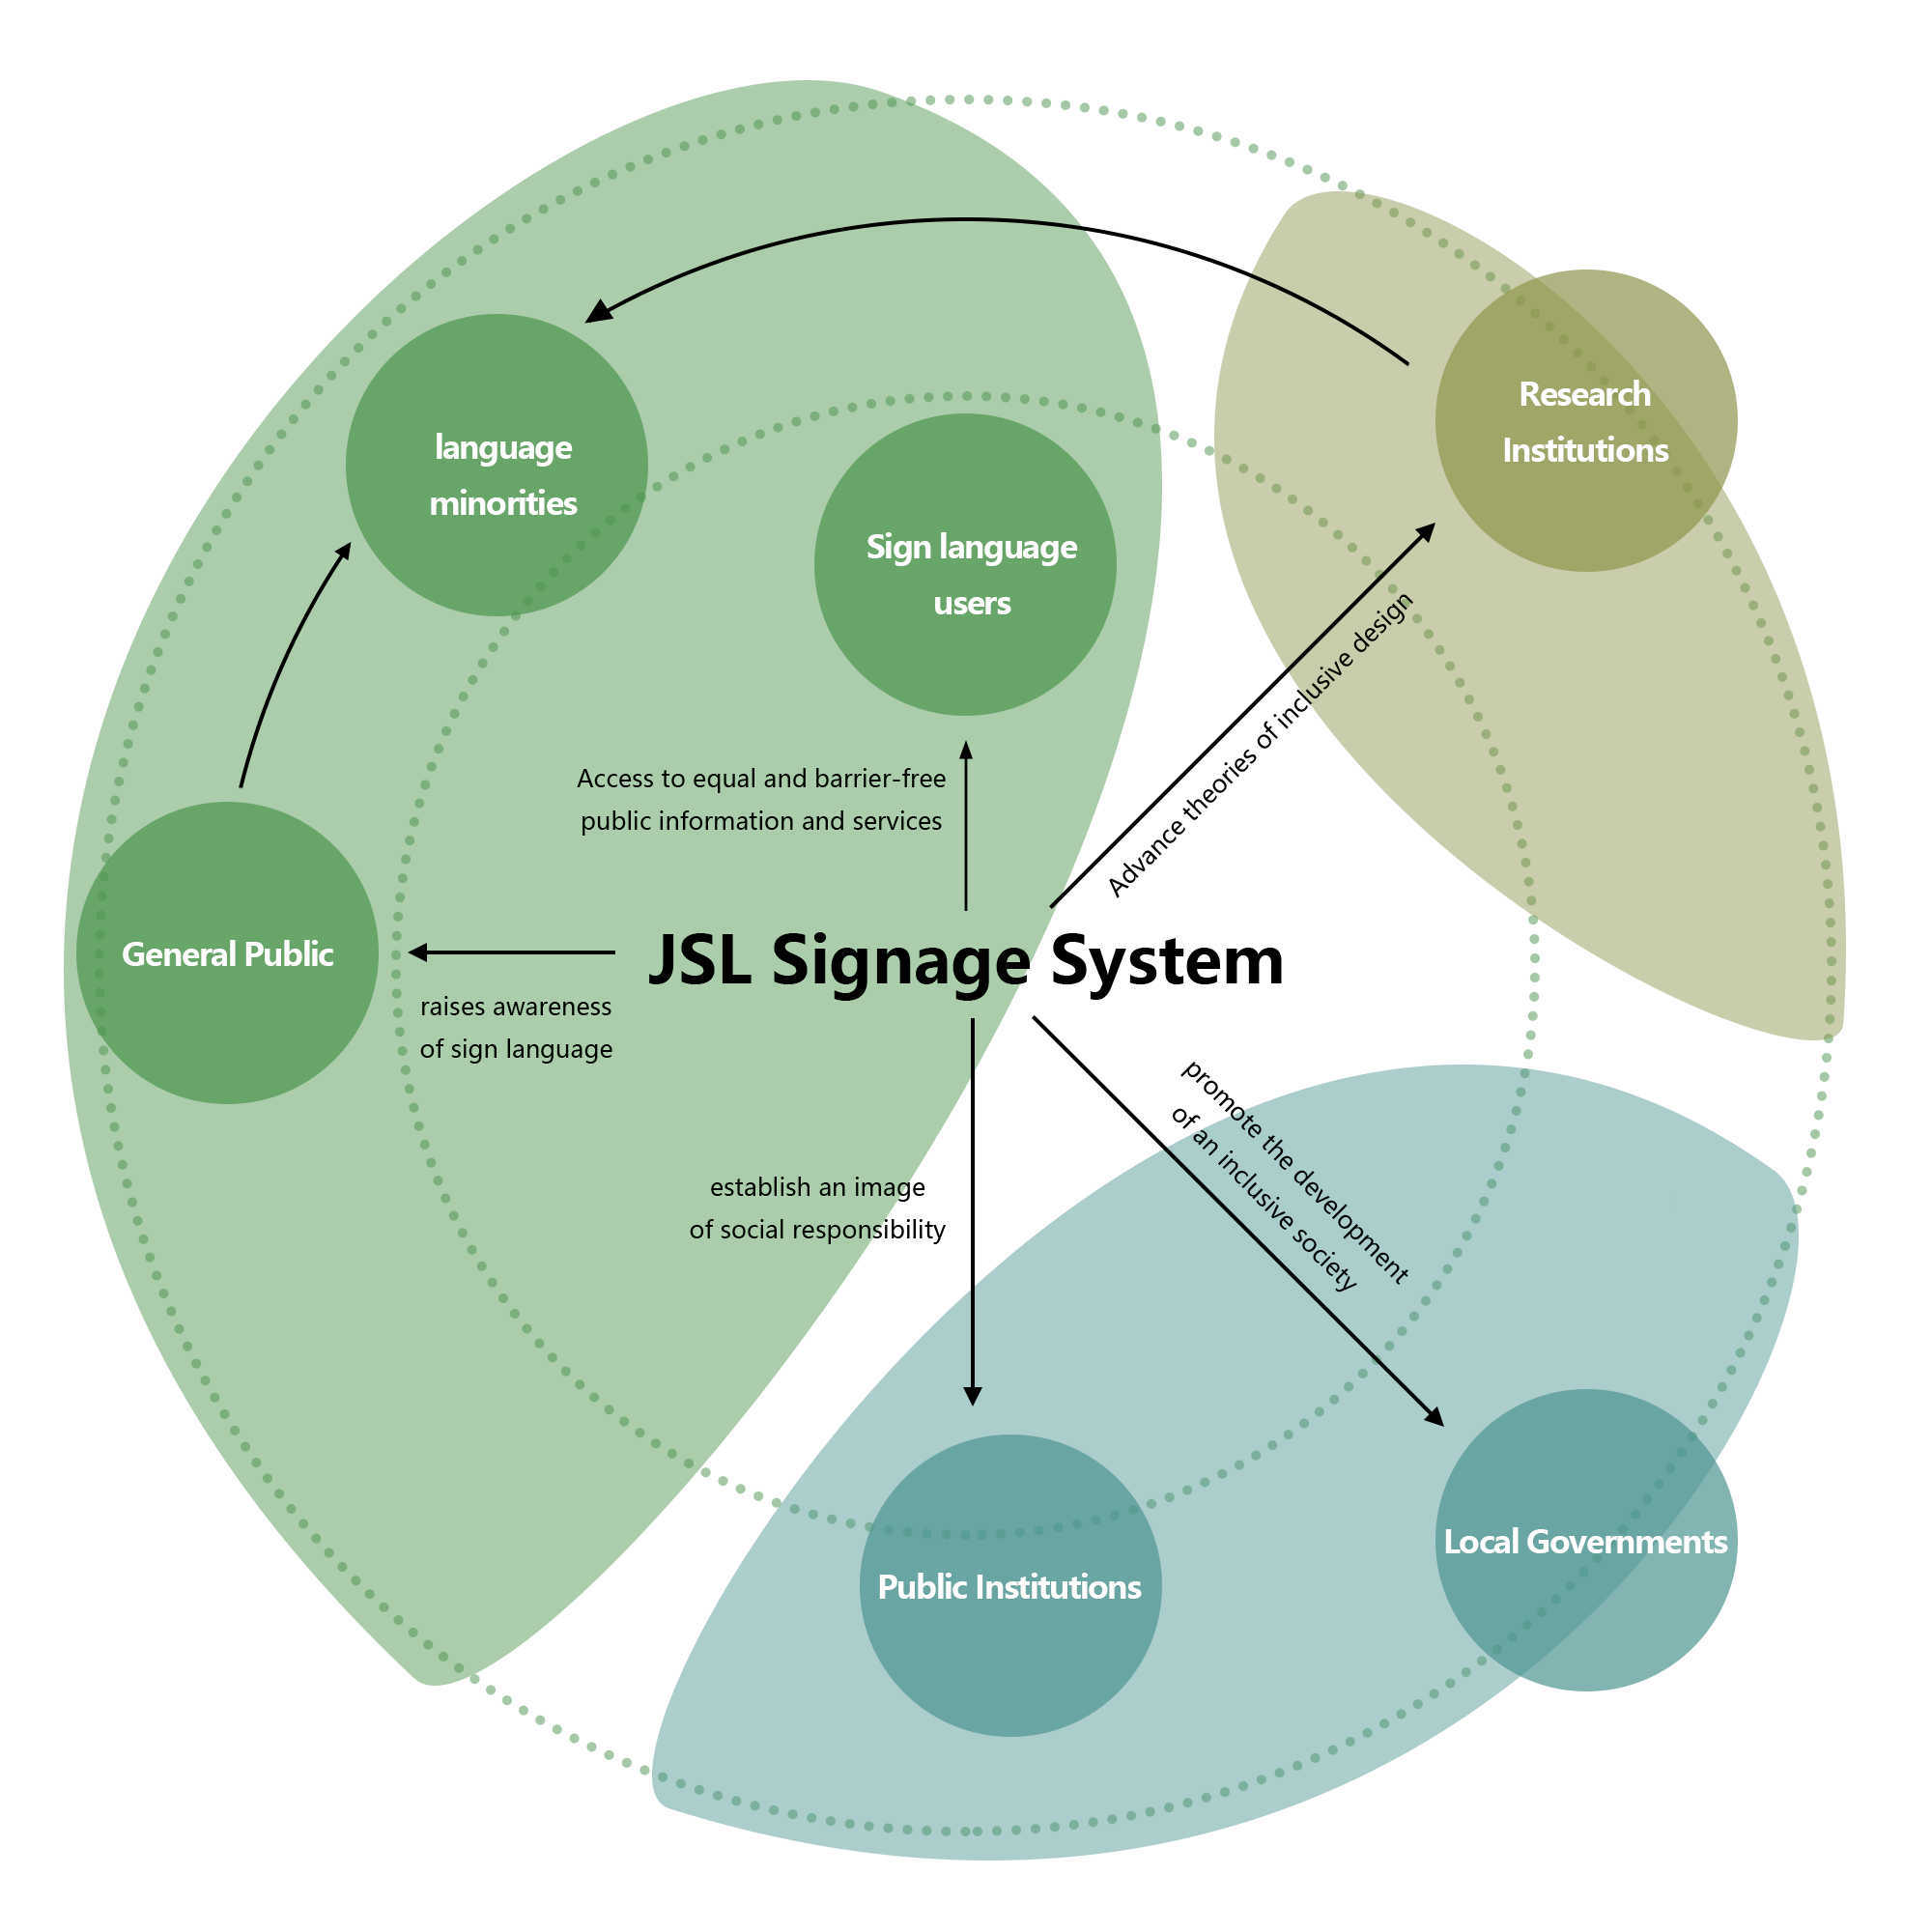 Research
Institutions
language
minorities
Sign language
users
Advance theories of inclusive design
Access to equal and barrier-free
public information and services
General Public
JSL Signage System
raises awareness
of sign language
promote the development
of an inclusive society
establish an image
of social responsibility
Local Governments
Public Institutions